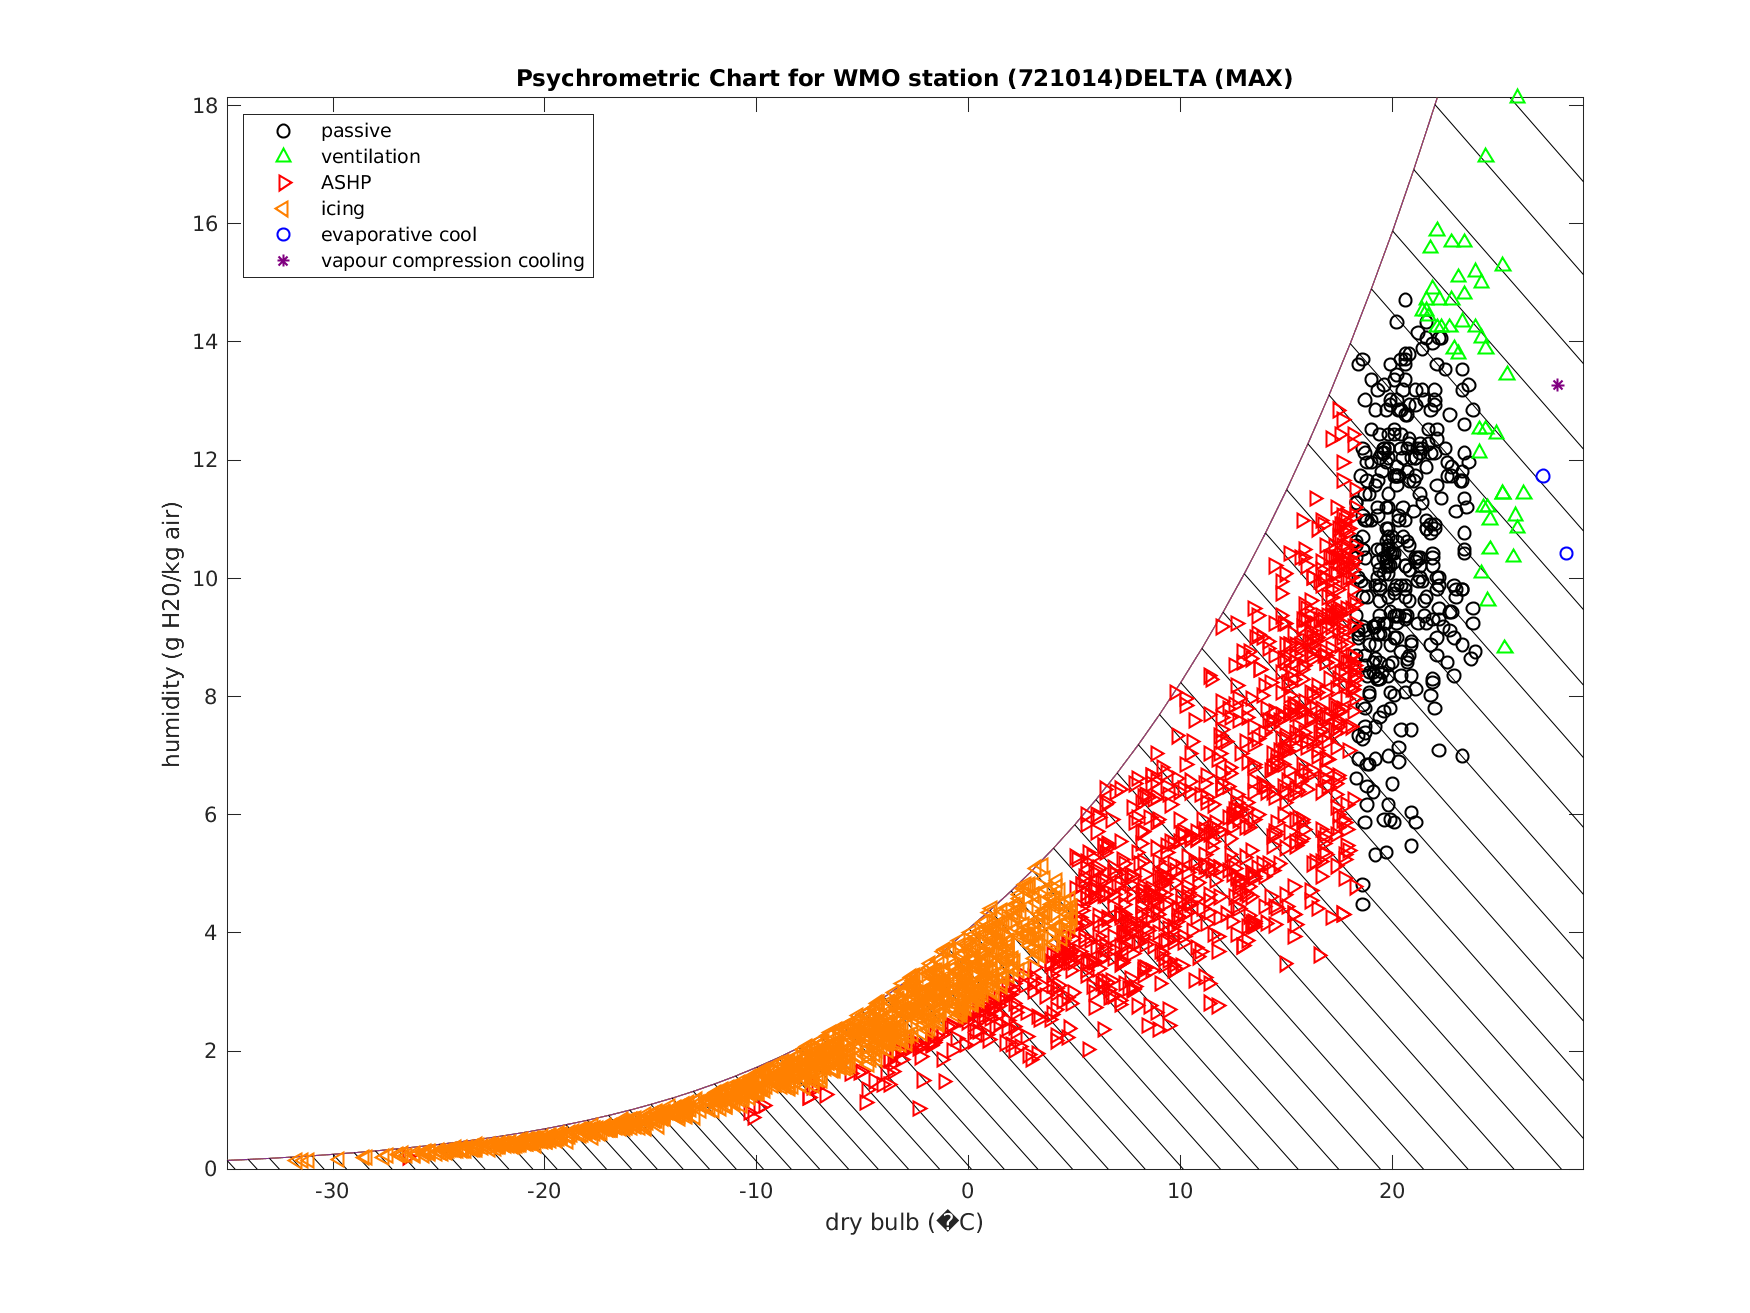 Psychrometric Chart for WMO station (721014)DELTA (MAX)
passive
ventilation
ASHP
icing
evaporative cool
vapour compression cooling
18
16
14
12
10
8
6
4
2
0
humidity (g H20/kg air)
-30 -20 -10 0 10 20
dry bulb (�C)